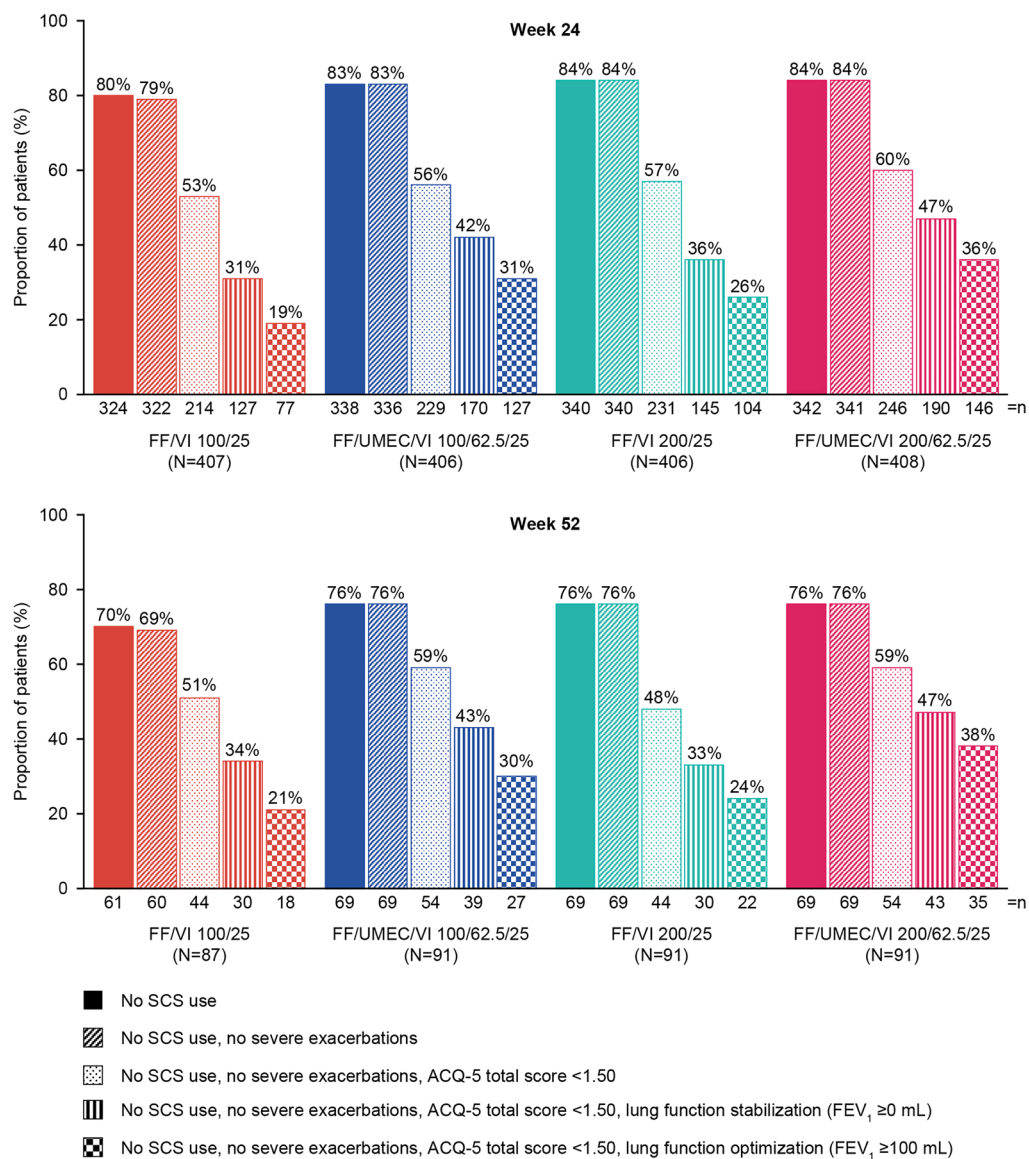 Week 24
Proportion of patients (%)
100
80
60
40
20
0
80% 79% 53% 31% 19%
83% 83% 56% 42% 31%
84% 84% 57% 36% 26%
84% 84% 60% 47% 36%
324 322 214 127 77 338 336 229 170 127 340 340 231 145 104 342 341 246 190 146 =n
FF/VI 100/25 FF/UMEC/VI 100/62.5/25 FF/VI 200/25 FF/UMEC/VI 200/62.5/25
(N=407) (N=406) (N=406) (N=408)
Week 52
Proportion of patients (%)
100
80
60
40
20
0
70% 69% 51% 34% 21%
76% 76% 59% 43% 30%
76% 76% 48% 33% 24%
76% 76% 59% 47% 38%
61 60 44 30 18 69 69 54 39 27 69 69 44 30 22 69 69 54 43 35 =n
FF/VI 100/25 FF/UMEC/VI 100/62.5/25 FF/VI 200/25 FF/UMEC/VI 200/62.5/25
(N=87) (N=91) (N=91) (N=91)
No SCS use
No SCS use, no severe exacerbations
No SCS use, no severe exacerbations, ACQ-5 total score <1.50
No SCS use, no severe exacerbations, ACQ-5 total score <1.50, lung function stabilization (FEV₁ ≥0 mL)
No SCS use, no severe exacerbations, ACQ-5 total score <1.50, lung function optimization (FEV₁ ≥100 mL)